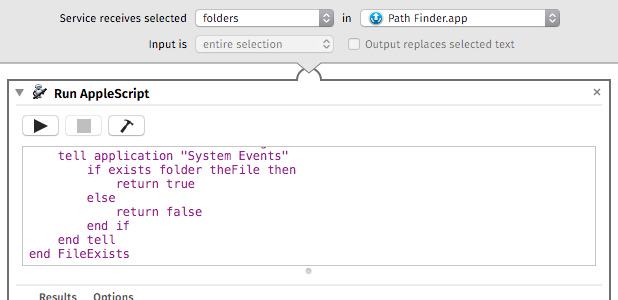 Service receives selected folders in Path Finder.app
Input is entire selection Output replaces selected text
Run AppleScript
tell application "System Events"
if exists folder theFile then
return true
else
return false
end if
end tell
end FileExists
Results Options